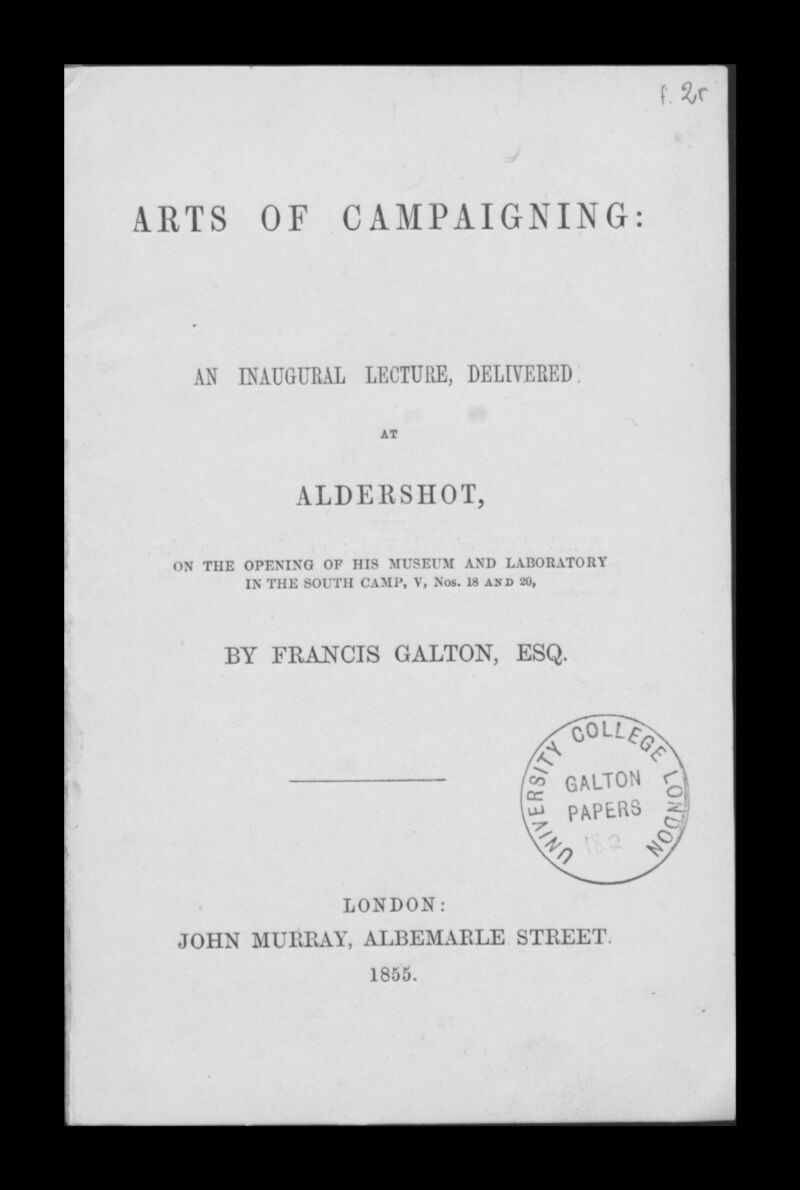 f. 2r
ARTS OF CAMPAIGNING:
AN INAUGURAL LECTURE, DELIVERED
AT
ALDERSHOT,
ON THE OPENING OF HIS MUSEUM AND LABORATORY
IN THE SOUTH CAMP, V, Nos. 18 AND 20,
BY FRANCIS GALTON, ESQ.
UNIVERSITY COLLEGE LONDON
GALTON
PAPERS
182
LONDON:
JOHN MURRAY, ALBEMARLE STREET.
1855.